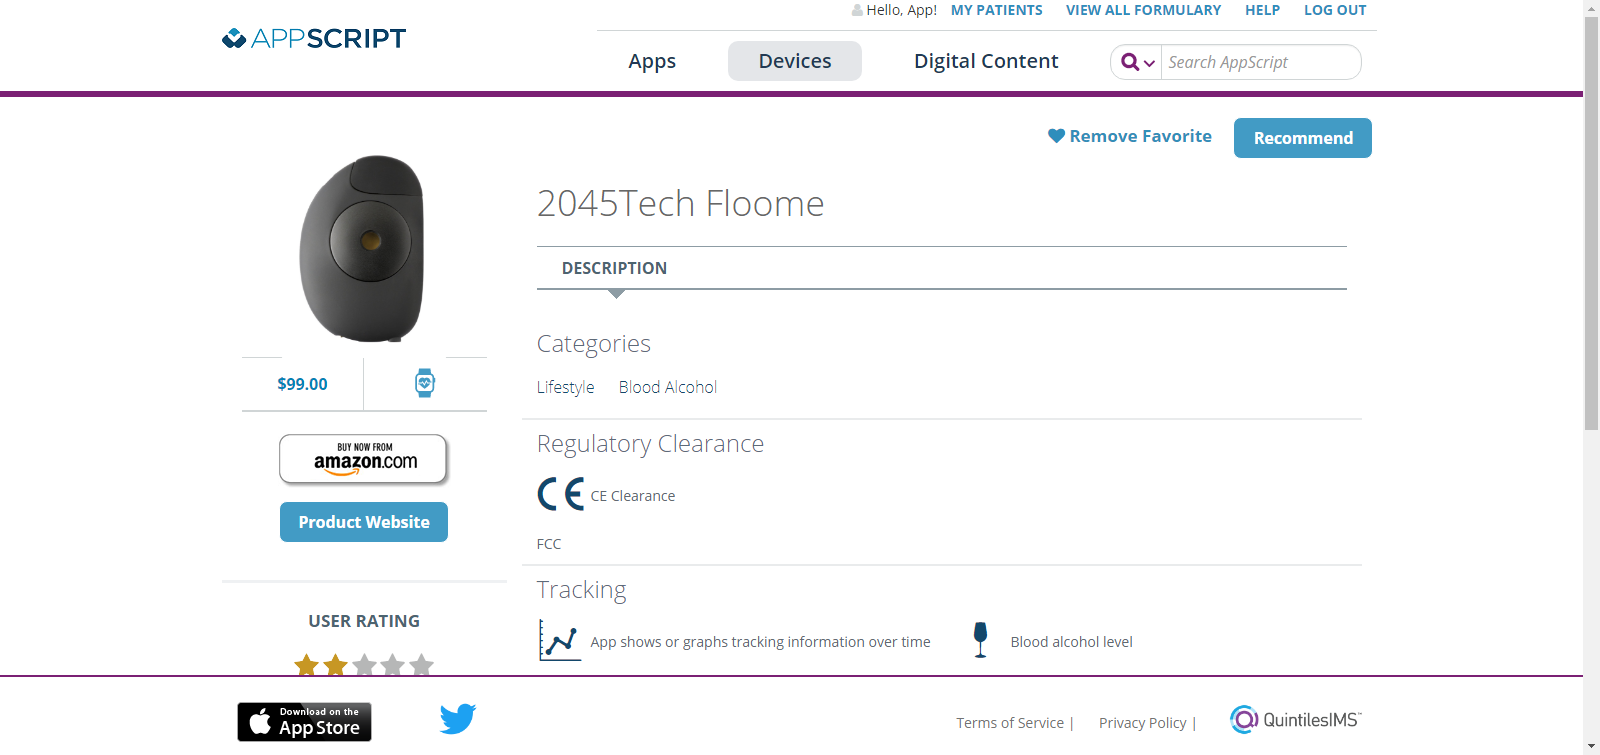 Hello, App! MY PATIENTS VIEW ALL FORMULARY HELP LOG OUT
APPSCRIPT
Apps Devices Digital Content Search AppScript
Remove Favorite Recommend
2045Tech Floome
DESCRIPTION
Categories
Lifestyle Blood Alcohol
$99.00
BUY NOW FROM
amazon.com
Product Website
Regulatory Clearance
CE CE Clearance
FCC
Tracking
App shows or graphs tracking information over time Blood alcohol level
USER RATING
Download on the
App Store
Terms of Service | Privacy Policy | QuintilesIMS™